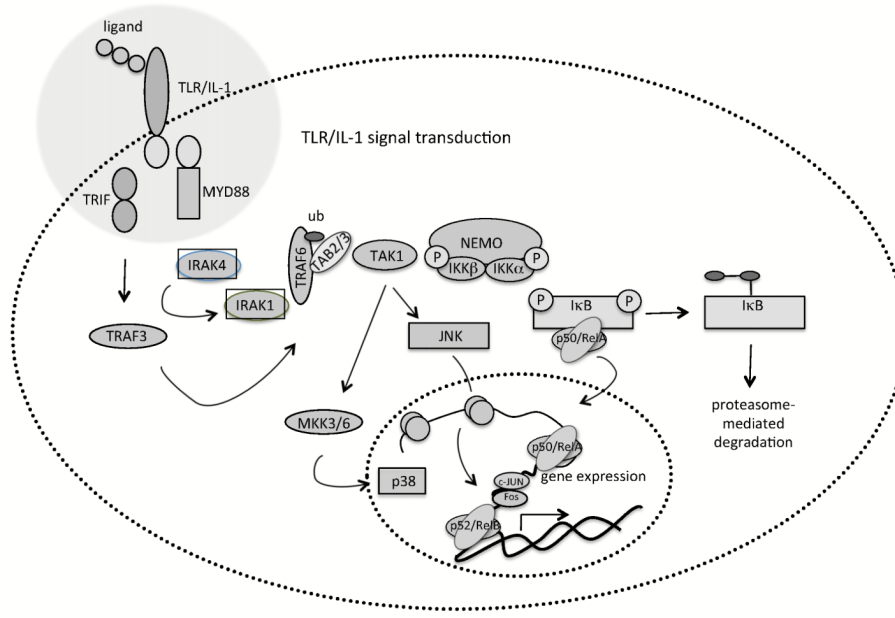 ligand
TLR/IL-1
TLR/IL-1 signal transduction
TRIF
MYD88
ub
IRAK4
TRAF6
TAB2/3
TAK1
NEMO
P
P
IKKβ
IKKα
IRAK1
TRAF3
JNK
P
IκB
P
p50/RelA
IκB
proteasome-
mediated
degradation
MKK3/6
p38
p50/RelA
gene expression
c-JUN
Fos
p52/RelB